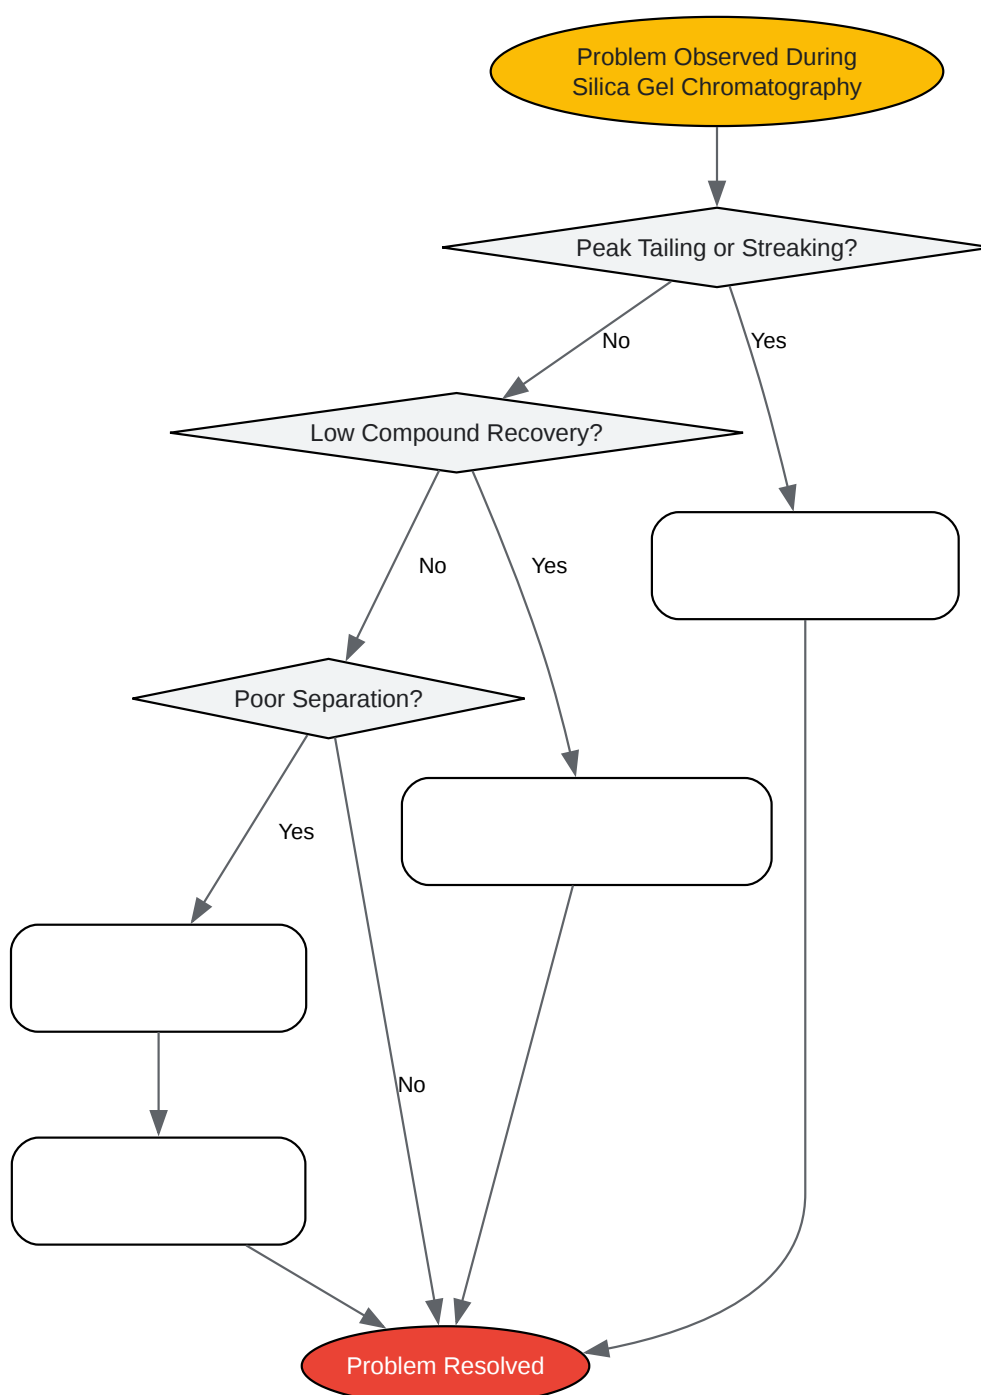 Problem Observed During
Silica Gel Chromatography
Peak Tailing or Streaking?
No
Yes
Low Compound Recovery?
No
Yes
Poor Separation?
Yes
No
Problem Resolved